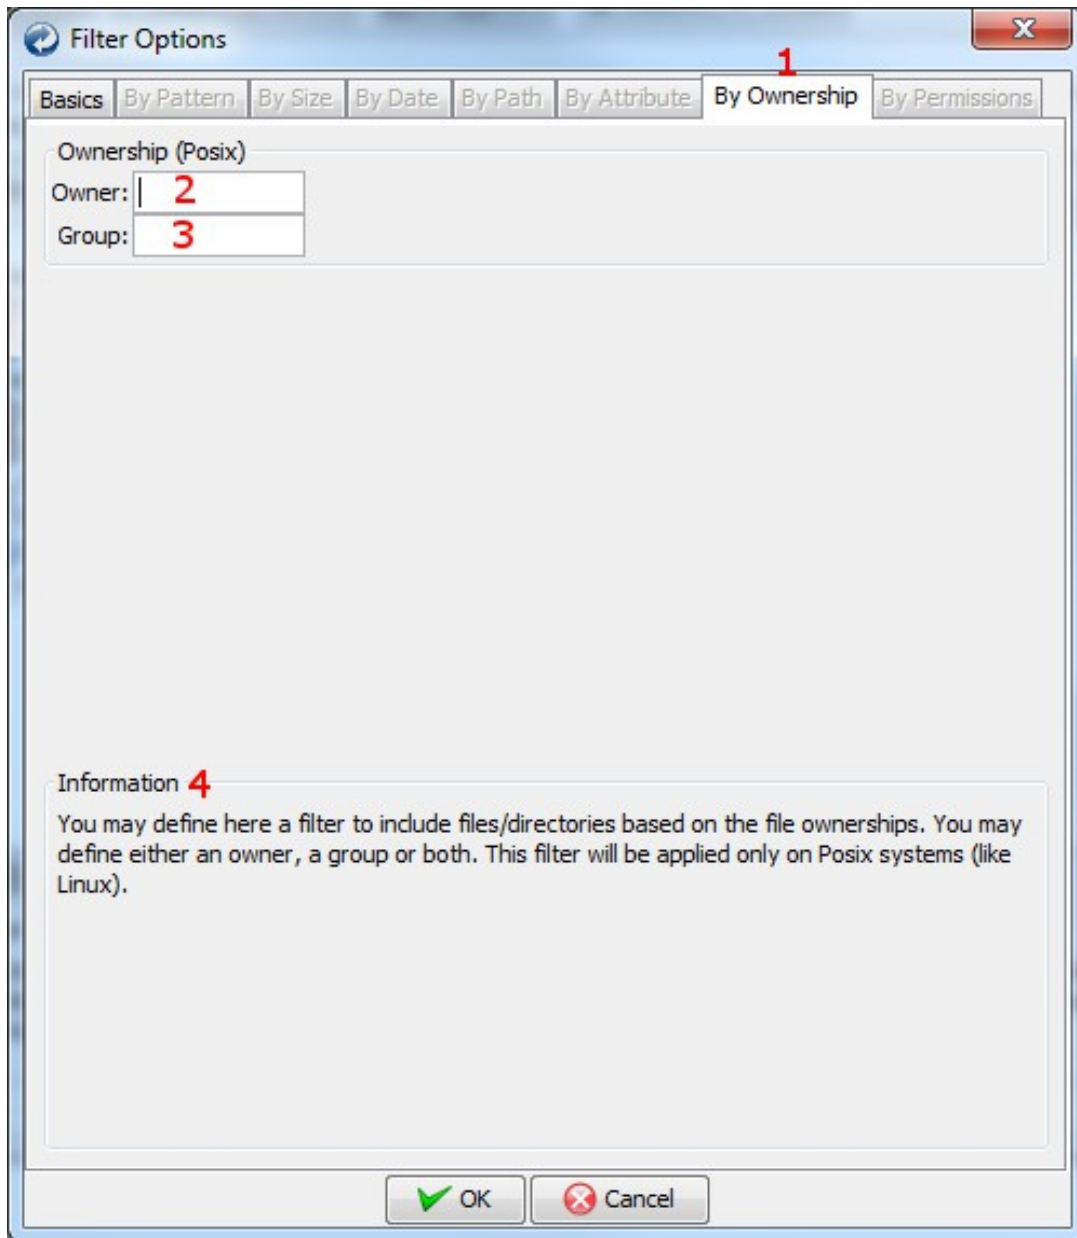 Filter Options
1
Basics By Pattern By Size By Date By Path By Attribute By Ownership By Permissions
Ownership (Posix)
Owner: 2
Group: 3
Information 4
You may define here a filter to include files/directories based on the file ownerships. You may
define either an owner, a group or both. This filter will be applied only on Posix systems (like
Linux).
OK Cancel